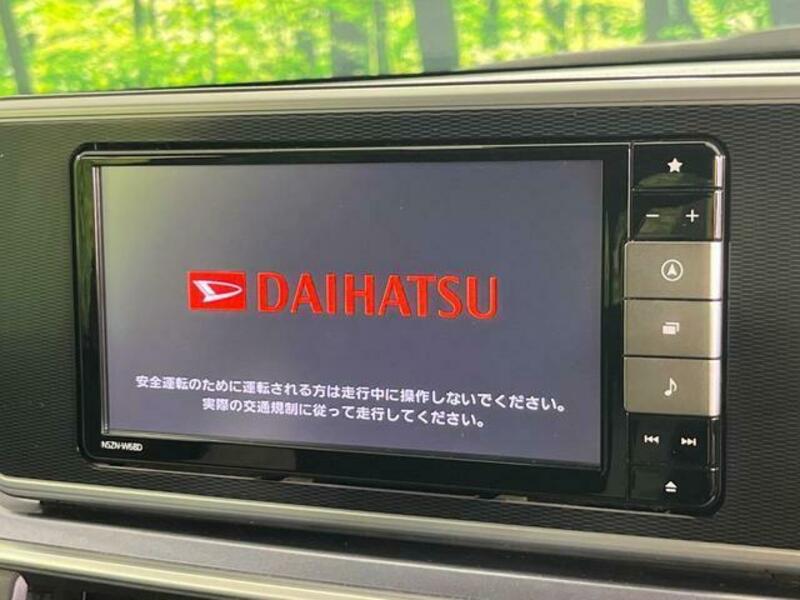 DAIHATSU
安全運転のために運転される方は走行中に操作しないでください。
実際の交通規制に従って走行してください。
NSZN-W68D